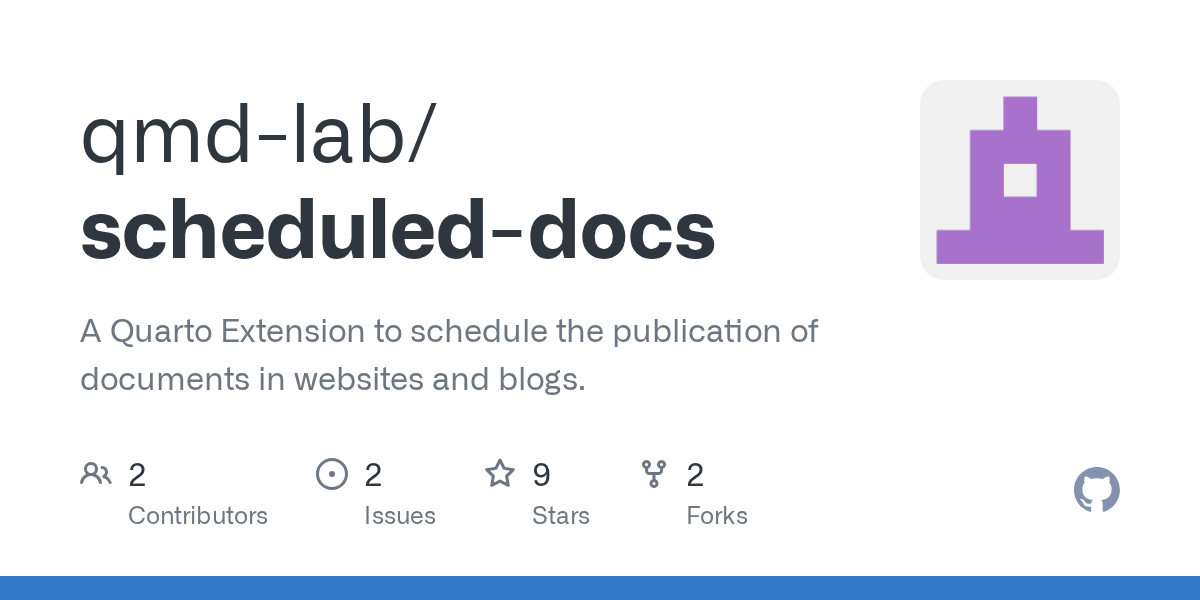 qmd-lab/
scheduled-docs
A Quarto Extension to schedule the publication of
documents in websites and blogs.
2 2 9 2
Contributors Issues Stars Forks